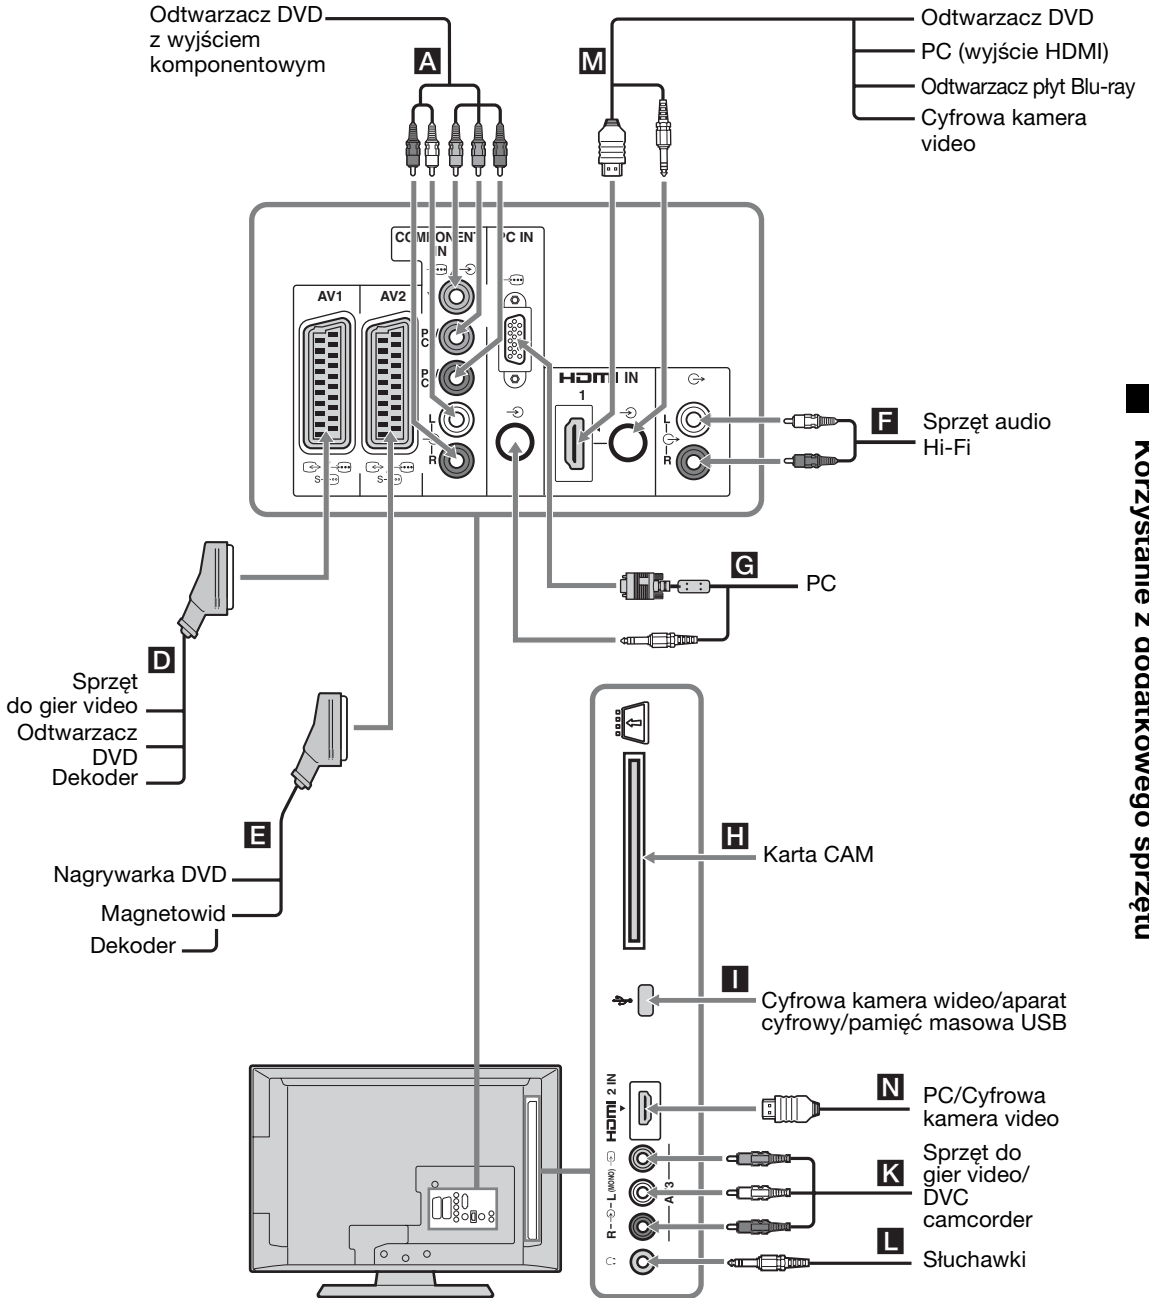 Odtwarzacz DVD
z wyjściem
komponentowym
A
M
Odtwarzacz DVD
PC (wyjście HDMI)
Odtwarzacz płyt Blu-ray
Cyfrowa kamera
video
COMPONENT
IN
PC IN
AV1
AV2
L
R
HDMI IN
1
L
R
S
S
F
Sprzęt audio
Hi-Fi
G
PC
D
Sprzęt
do gier video
Odtwarzacz
DVD
Dekoder
E
Nagrywarka DVD
Magnetowid
Dekoder
H
Karta CAM
I
Cyfrowa kamera wideo/aparat
cyfrowy/pamięć masowa USB
HDMI 2 IN
N
PC/Cyfrowa
kamera video
R L (MONO)
K
Sprzęt do
gier video/
DVC
camcorder
L
Słuchawki
Korzystanie z dodatkowego sprzętu